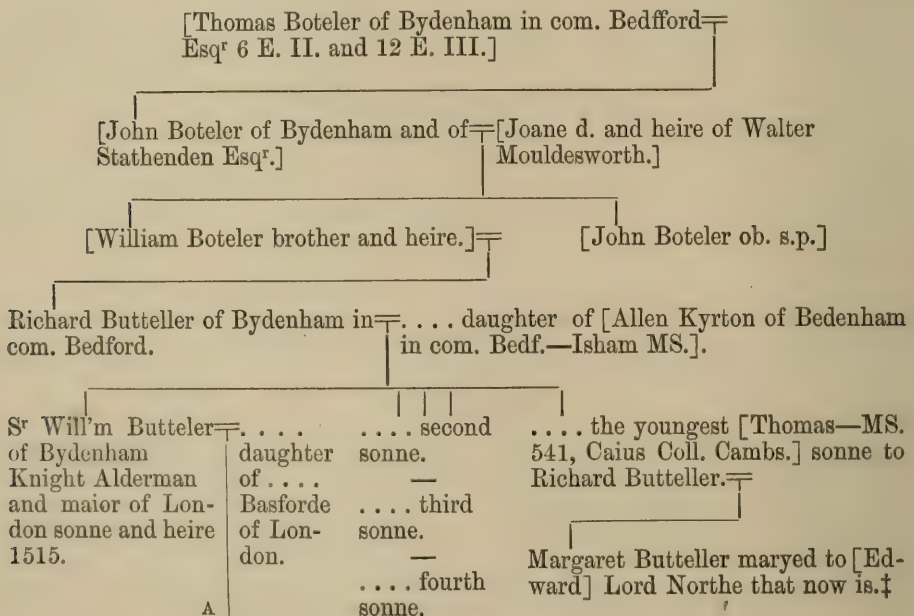 [Thomas Boteler of Bydenham in com. Bedfford
Esqr 6 E. II. and 12 E. III.]
[John Boteler of Bydenham and of
Stathenden Esqr.]
[Joane d. and heire of Walter
Mouldesworth.]
[William Boteler brother and heire.]
[John Boteler ob. s.p.]
Richard Butteller of Bydenham in
com. Bedford.
. . . . daughter of [Allen Kyrton of Bedenham
in com. Bedf.—Isham MS.].
Sr Will'm Butteler
of Bydenham
Knight Alderman
and maior of Lon-
don sonne and heire
1515.
A
. . . .
daughter
of . . . .
Basforde
of Lon-
don.
. . . . second
sonne.
—
. . . . third
sonne.
—
. . . . fourth
sonne.
. . . . the youngest [Thomas—MS.
541, Caius Coll. Cambs.] sonne to
Richard Butteller.
Margaret Butteller maryed to [Ed-
ward] Lord Northe that now is.‡